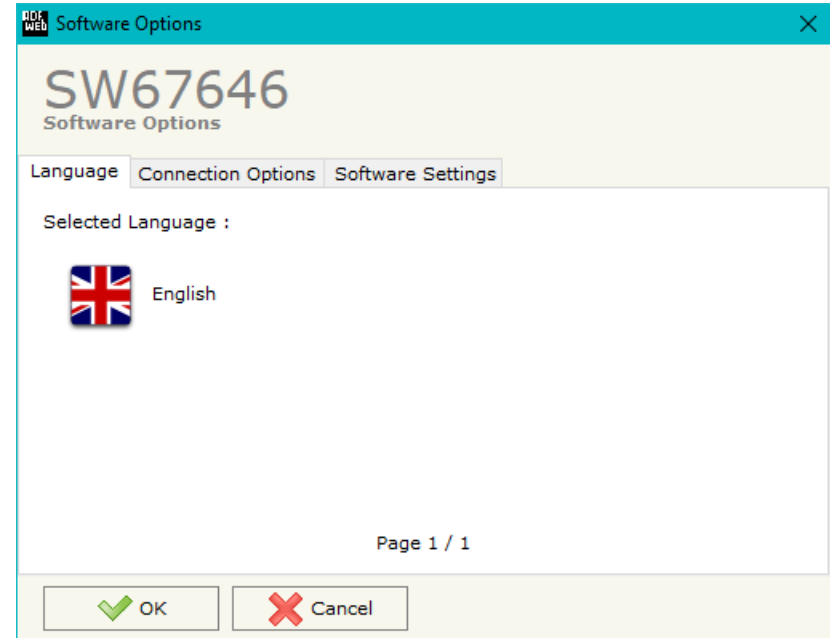 ADF
WEB Software Options
SW67646
Software Options
Language Connection Options Software Settings
Selected Language :
English
Page 1 / 1
OK Cancel